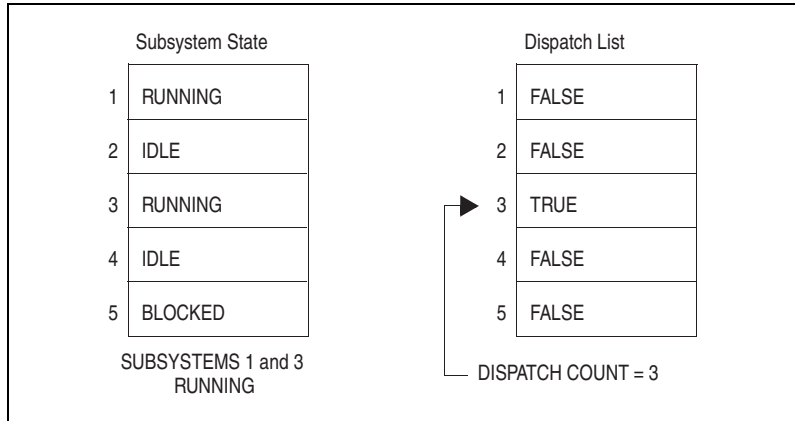 Subsystem State
1 RUNNING
2 IDLE
3 RUNNING
4 IDLE
5 BLOCKED
SUBSYSTEMS 1 and 3
RUNNING
Dispatch List
1 FALSE
2 FALSE
3 TRUE
4 FALSE
5 FALSE
DISPATCH COUNT = 3